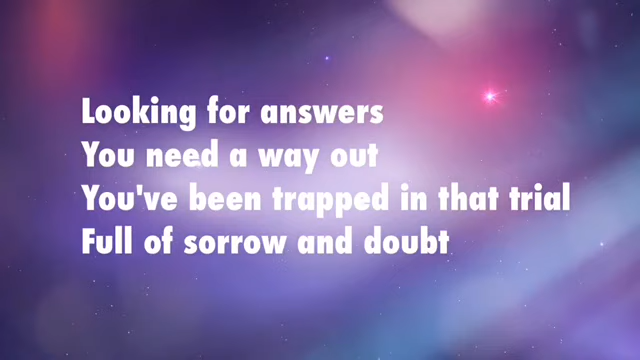 Looking for answers
You need a way out
You've been trapped in that trial
Full of sorrow and doubt